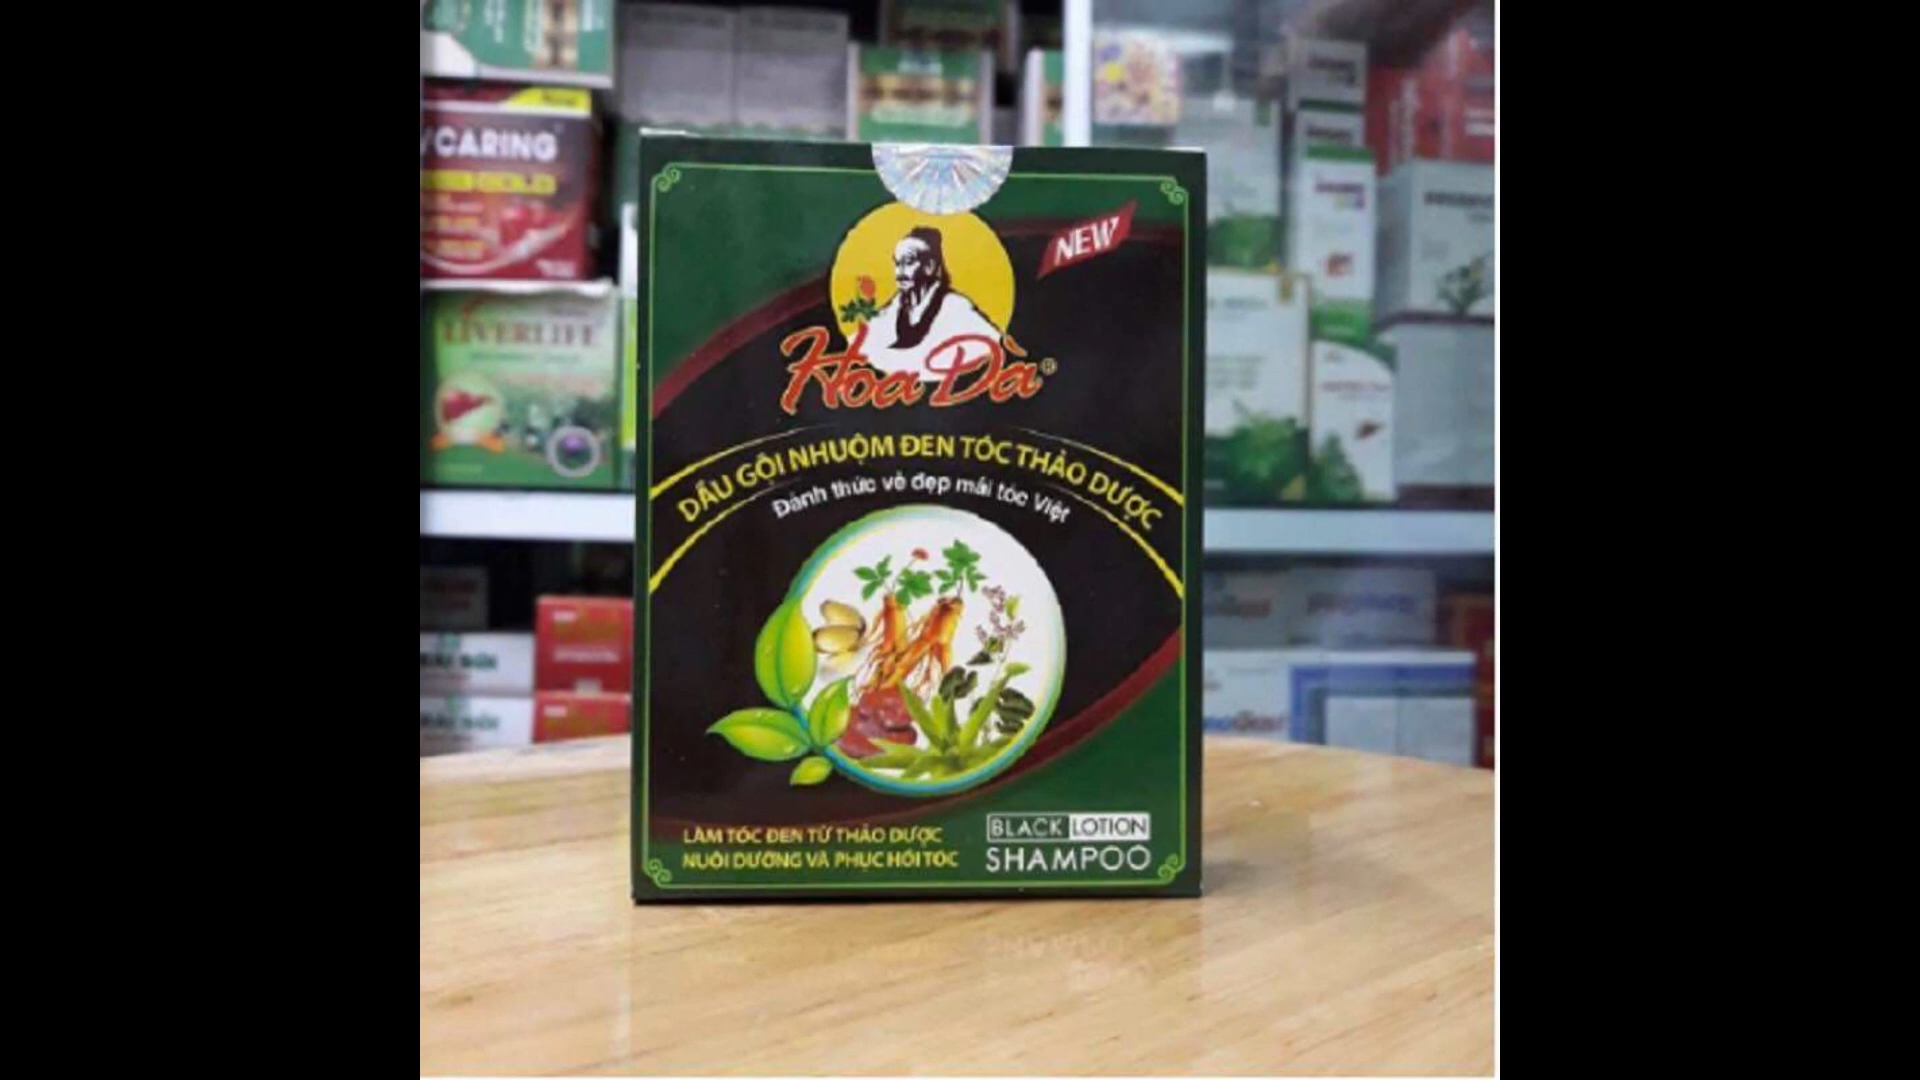 NEW
Hoa Đà®
DẦU GỘI NHUỘM ĐEN TÓC THẢO DƯỢC
Đánh thức vẻ đẹp mái tóc Việt
LÀM TÓC ĐEN TỪ THẢO DƯỢC
NUÔI DƯỠNG VÀ PHỤC HỒI TÓC
BLACK LOTION
SHAMPOO
CARING
GOLD
LIVERLIFE